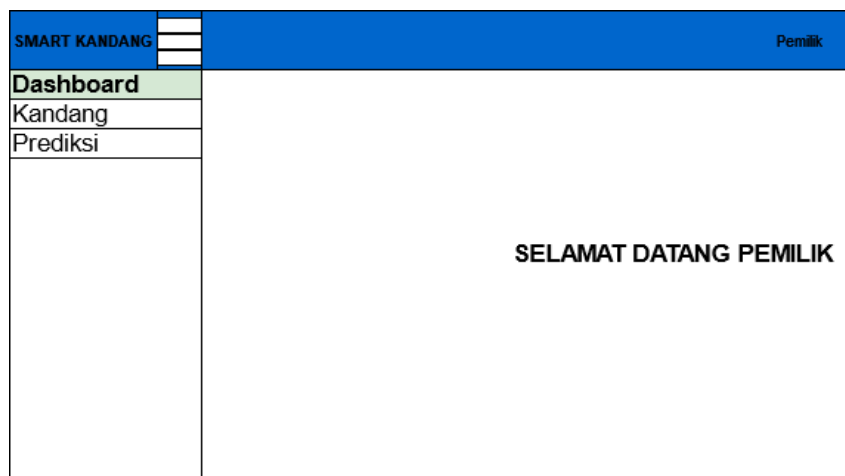 SMART KANDANG
Pemilik
Dashboard
Kandang
Prediksi
SELAMAT DATANG PEMILIK